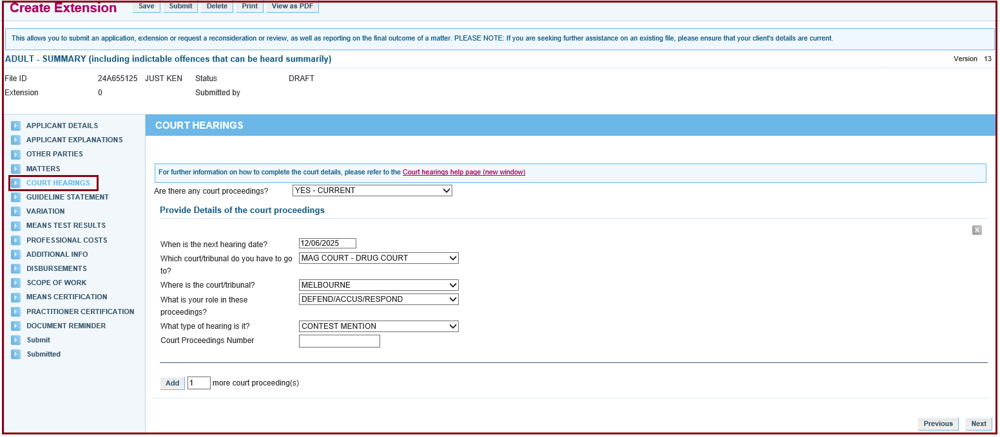 Create Extension Save Submit Delete Print View as PDF
This allows you to submit an application, extension or request a reconsideration or review, as well as reporting on the final outcome of a matter. PLEASE NOTE: If you are seeking further assistance on an existing file, please ensure that your client's details are current.
ADULT - SUMMARY (including indictable offences that can be heard summarily) Version 13
File ID 24A655125 JUST KEN Status DRAFT
Extension 0 Submitted by
APPLICANT DETAILS
APPLICANT EXPLANATIONS
OTHER PARTIES
MATTERS
COURT HEARINGS
GUIDELINE STATEMENT
VARIATION
MEANS TEST RESULTS
PROFESSIONAL COSTS
ADDITIONAL INFO
DISBURSEMENTS
SCOPE OF WORK
MEANS CERTIFICATION
PRACTITIONER CERTIFICATION
DOCUMENT REMINDER
Submit
Submitted
COURT HEARINGS
For further information on how to complete the court details, please refer to the Court hearings help page (new window)
Are there any court proceedings? YES - CURRENT
Provide Details of the court proceedings
x
When is the next hearing date? 12/06/2025
Which court/tribunal do you have to go MAG COURT - DRUG COURT
to?
Where is the court/tribunal? MELBOURNE
What is your role in these DEFEND/ACCUS/RESPOND
proceedings?
What type of hearing is it? CONTEST MENTION
Court Proceedings Number
Add 1 more court proceeding(s)
Previous Next